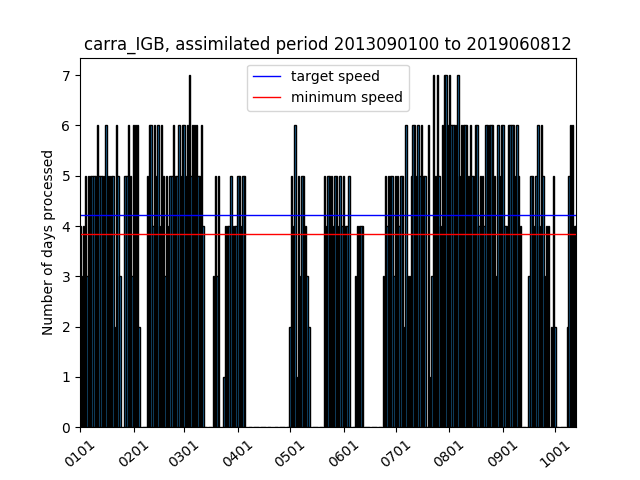 carra_IGB, assimilated period 2013090100 to 2019060812
target speed
minimum speed
Number of days processed
7
6
5
4
3
2
1
0
0101 0201 0301 0401 0501 0601 0701 0801 0901 1001